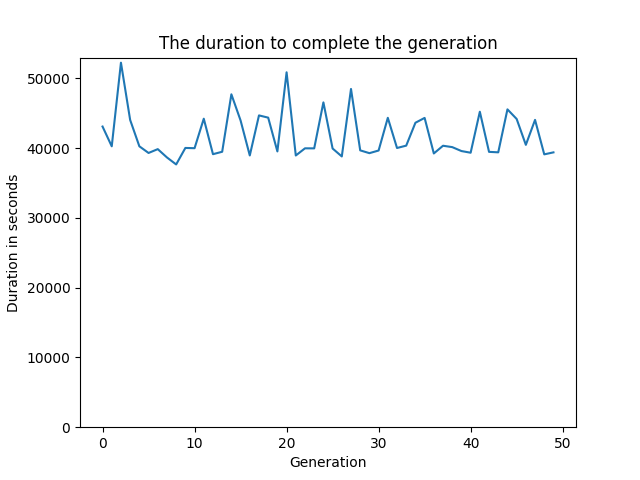 The duration to complete the generation
Duration in seconds
50000
40000
30000
20000
10000
0
0 10 20 30 40 50
Generation